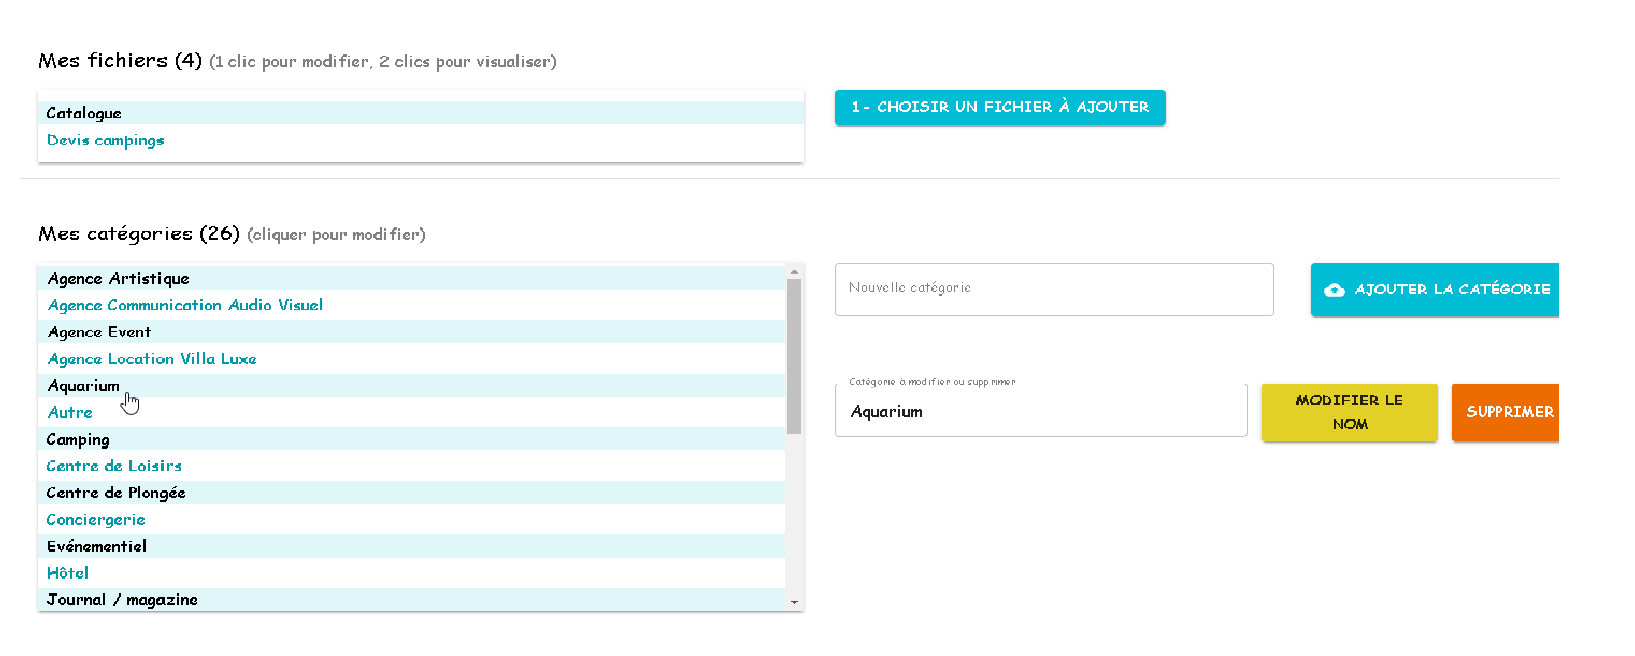 Mes fichiers (4) (1 clic pour modifier, 2 clics pour visualiser)
Catalogue
Devis campings
1 - CHOISIR UN FICHIER À AJOUTER
Mes catégories (26) (cliquer pour modifier)
Agence Artistique
Agence Communication Audio Visuel
Agence Event
Agence Location Villa Luxe
Aquarium
Autre
Camping
Centre de Loisirs
Centre de Plongée
Conciergerie
Evénementiel
Hôtel
Journal / magazine
Nouvelle catégorie
AJOUTER LA CATÉGORIE
Catégorie à modifier ou supprimer
Aquarium
MODIFIER LE
NOM
SUPPRIMER